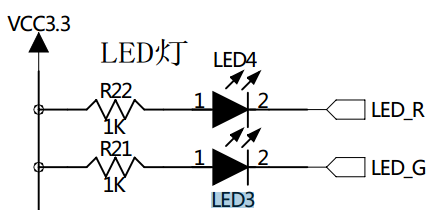 VCC3.3
LED灯
LED4
R22
1
2
LED_R
1K
R21
1
2
LED_G
1K
LED3